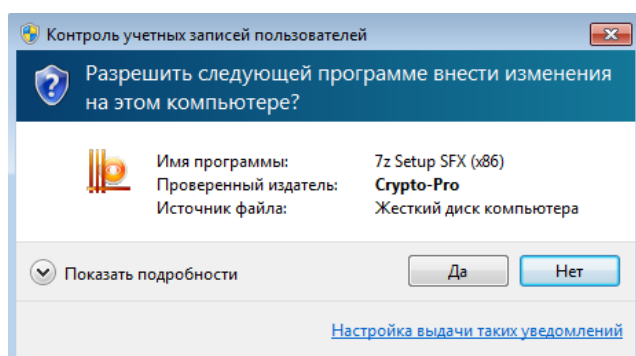 Контроль учетных записей пользователей
Разрешить следующей программе внести изменения
на этом компьютере?
Имя программы: 7z Setup SFX (x86)
Проверенный издатель: Crypto-Pro
Источник файла: Жесткий диск компьютера
Показать подробности Да Нет
Настройка выдачи таких уведомлений